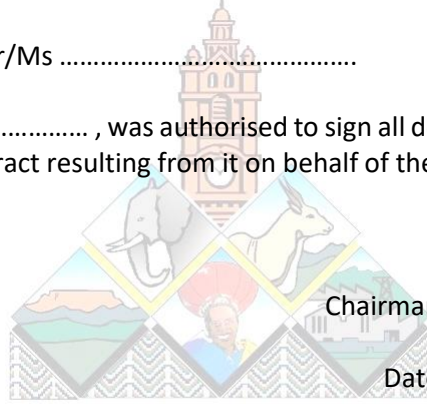 r/Ms ……………………………………….
…………… , was authorised to sign all d
ract resulting from it on behalf of the
Chairma
Dat